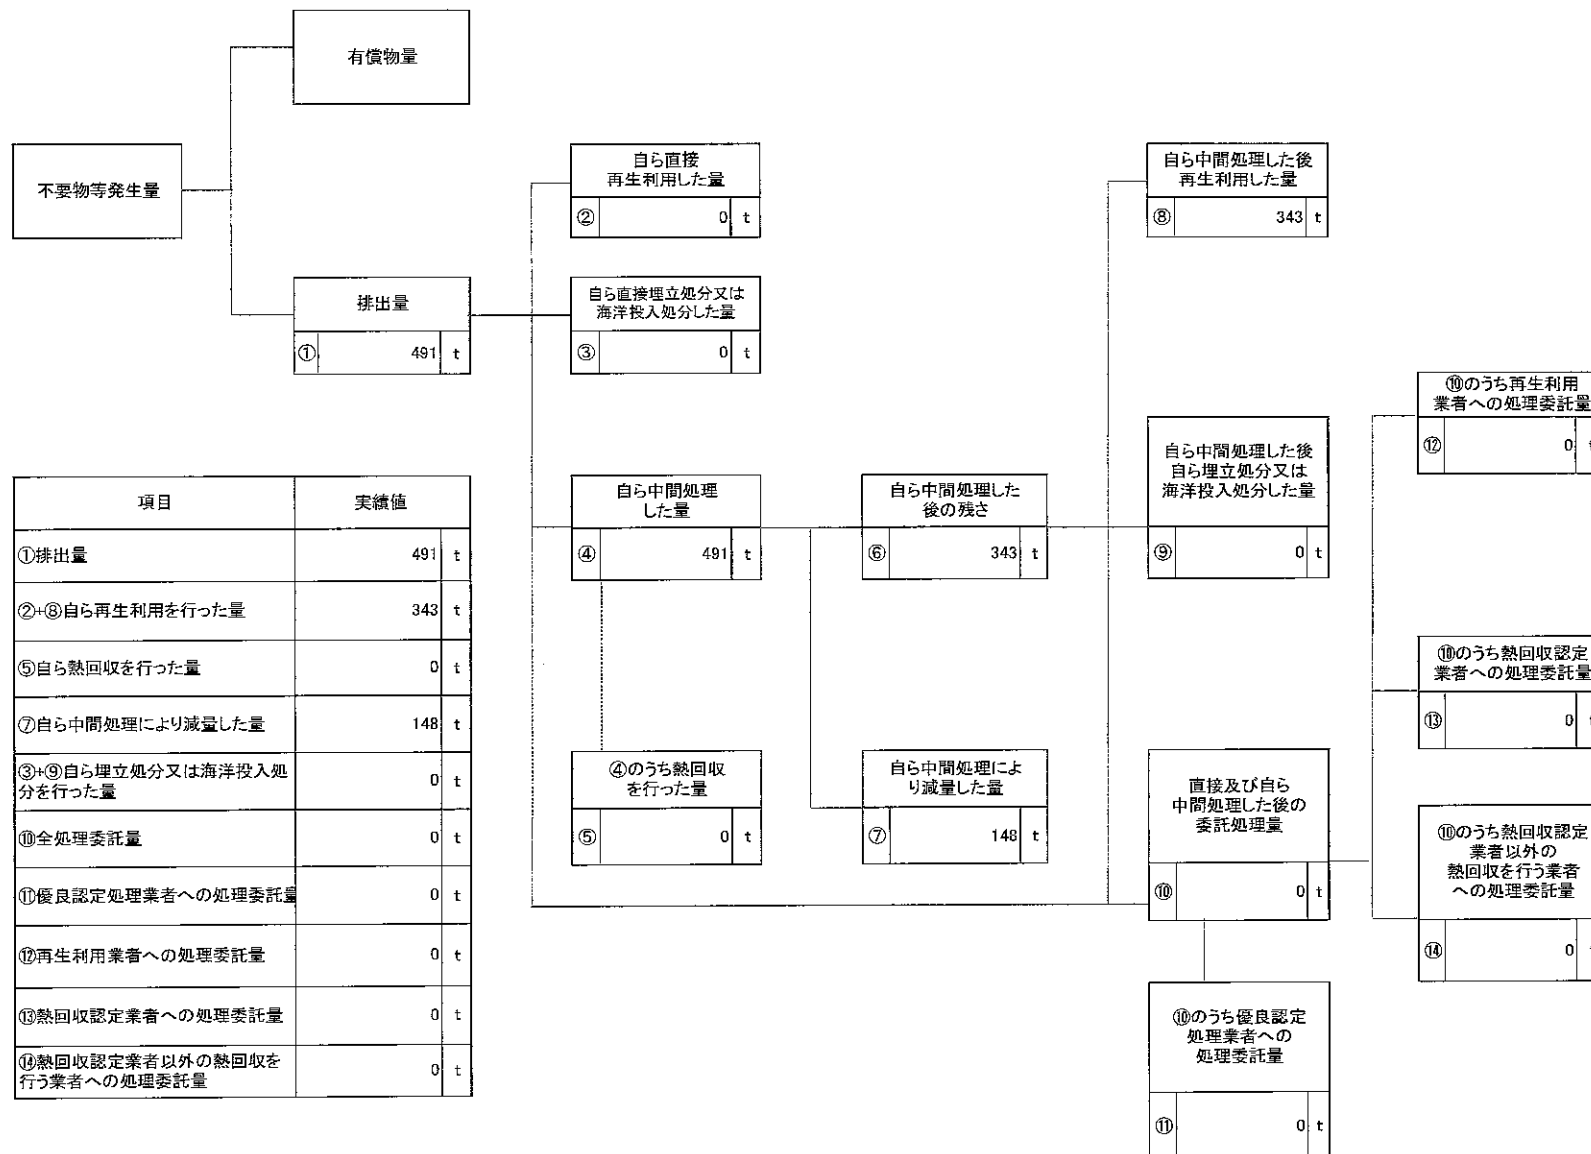 有償物量
不要物等発生量
排出量
① 491 t
自ら直接
再生利用した量
② 0 t
自ら直接埋立処分又は
海洋投入処分した量
③ 0 t
自ら中間処理
した量
④ 491 t
④のうち熱回収
を行った量
⑤ 0 t
自ら中間処理した
後の残さ
⑥ 343 t
自ら中間処理によ
り減量した量
⑦ 148 t
自ら中間処理した後
再生利用した量
⑧ 343 t
自ら中間処理した後
自ら埋立処分又は
海洋投入処分した量
⑨ 0 t
直接及び自ら
中間処理した後の
委託処理量
⑩ 0 t
⑩のうち優良認定
処理業者への
処理委託量
⑪ 0 t
⑩のうち再生利用
業者への処理委託量
⑫ 0 t
⑩のうち熱回収認定
業者への処理委託量
⑬ 0 t
⑩のうち熱回収認定
業者以外の
熱回収を行う業者
への処理委託量
⑭ 0 t
項目 実績値
①排出量 491 t
②+⑧自ら再生利用を行った量 343 t
⑤自ら熱回収を行った量 0 t
⑦自ら中間処理により減量した量 148 t
③+⑨自ら埋立処分又は海洋投入処
分を行った量 0 t
⑩全処理委託量 0 t
⑪優良認定処理業者への処理委託量 0 t
⑫再生利用業者への処理委託量 0 t
⑬熱回収認定業者への処理委託量 0 t
⑭熱回収認定業者以外の熱回収を
行う業者への処理委託量 0 t